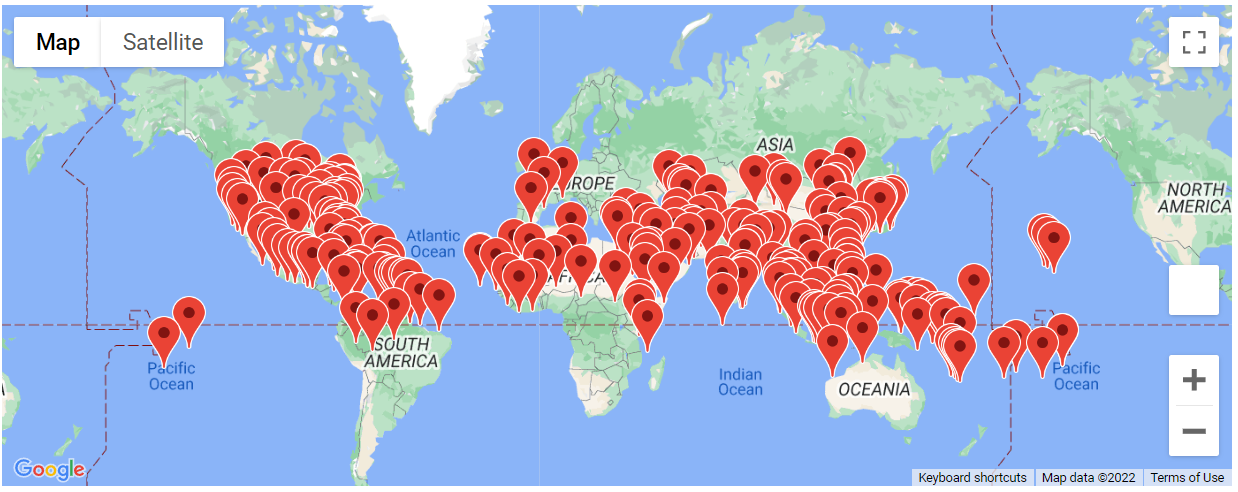 Map
Satellite
ASIA
EUROPE
NORTH
AMERICA
Atlantic
Ocean
SOUTH
AMERICA
Pacific
Ocean
Indian
Ocean
OCEANIA
Pacific
Ocean
Google
Keyboard shortcuts
Map data ©2022
Terms of Use